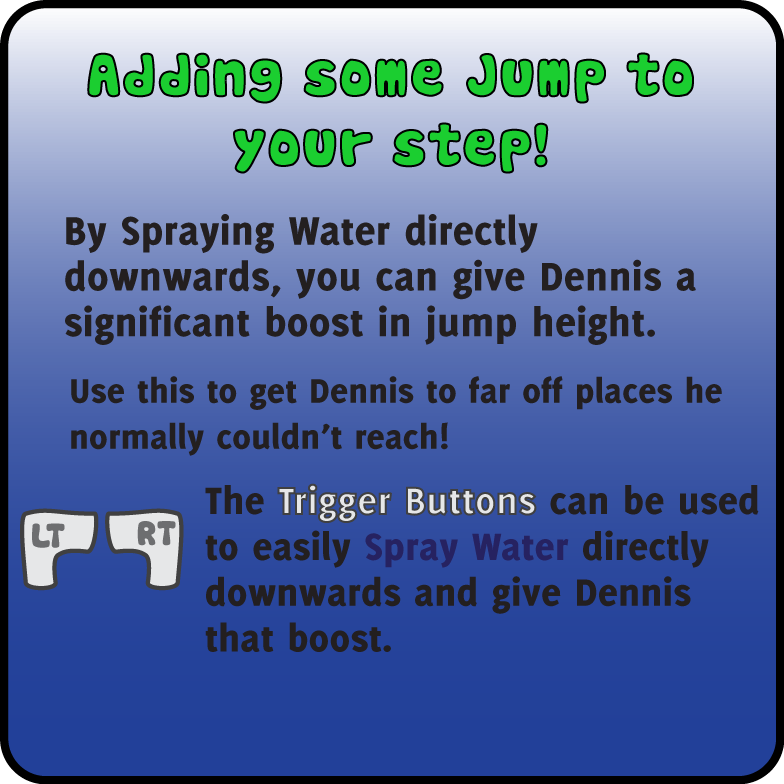 Adding some Jump to
your step!
By Spraying Water directly
downwards, you can give Dennis a
significant boost in jump height.
Use this to get Dennis to far off places he
normally couldn't reach!
The Trigger Buttons can be used
LT RT
to easily Spray Water directly
downwards and give Dennis
that boost.